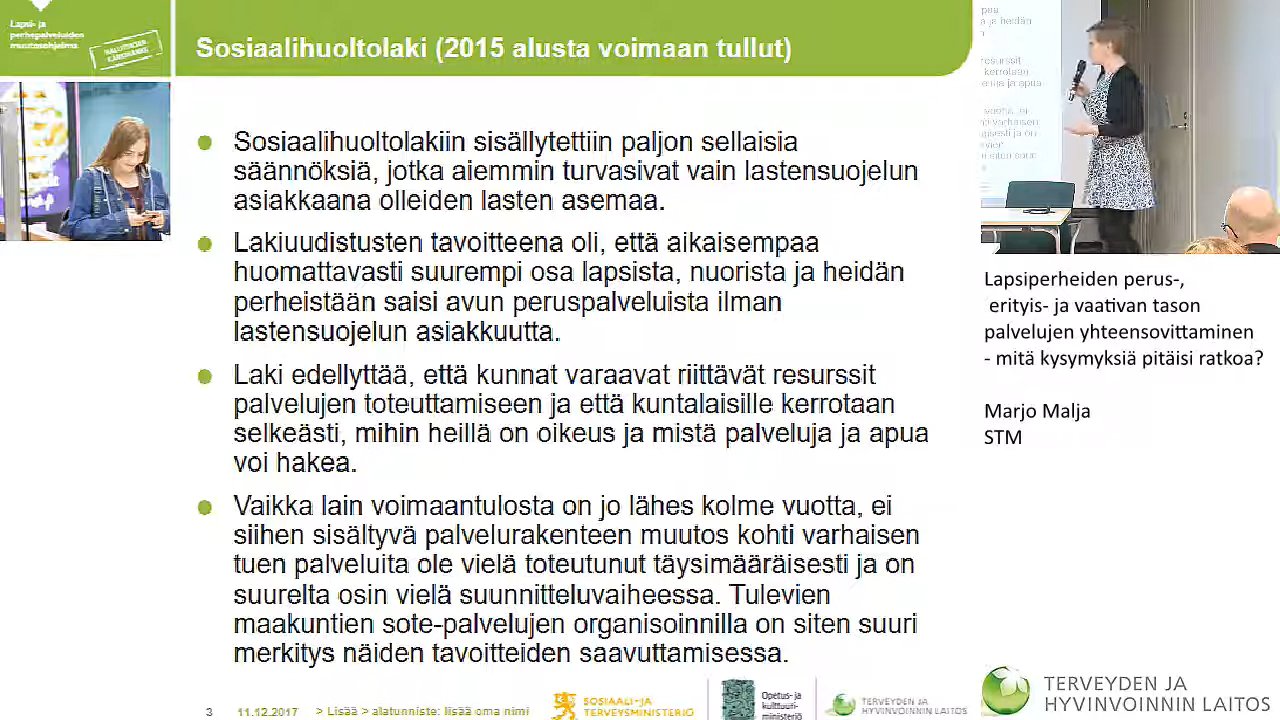 Lapsi- ja
perhepalveluiden
muutosohjelma
HALLITUKSEN
KÄRKIHANKE
Sosiaalihuoltolaki (2015 alusta voimaan tullut)
Sosiaalihuoltolakiin sisällytettiin paljon sellaisia
säännöksiä, jotka aiemmin turvasivat vain lastensuojelun
asiakkaana olleiden lasten asemaa.
Lakiuudistusten tavoitteena oli, että aikaisempaa
huomattavasti suurempi osa lapsista, nuorista ja heidän
perheistään saisi avun peruspalveluista ilman
lastensuojelun asiakkuutta.
Laki edellyttää, että kunnat varaavat riittävät resurssit
palvelujen toteuttamiseen ja että kuntalaisille kerrotaan
selkeästi, mihin heillä on oikeus ja mistä palveluja ja apua
voi hakea.
Vaikka lain voimaantulosta on jo lähes kolme vuotta, ei
siihen sisältyvä palvelurakenteen muutos kohti varhaisen
tuen palveluita ole vielä toteutunut täysimääräisesti ja on
suurelta osin vielä suunnitteluvaiheessa. Tulevien
maakuntien sote-palvelujen organisoinnilla on siten suuri
merkitys näiden tavoitteiden saavuttamisessa.
3 11.12.2017 > Lisää > alatunniste: lisää oma nimi
SOSIAALI- JA
TERVEYSMINISTERIÖ
Opetus- ja
kulttuuri-
ministeriö
TERVEYDEN JA
HYVINVOINNIN LAITOS
ja heidän
resurssit
kerrotaan
ja apua
Lapsiperheiden perus-,
erityis- ja vaativan tason
palvelujen yhteensovittaminen
- mitä kysymyksiä pitäisi ratkoa?
Marjo Malja
STM
TERVEYDEN JA
HYVINVOINNIN LAITOS